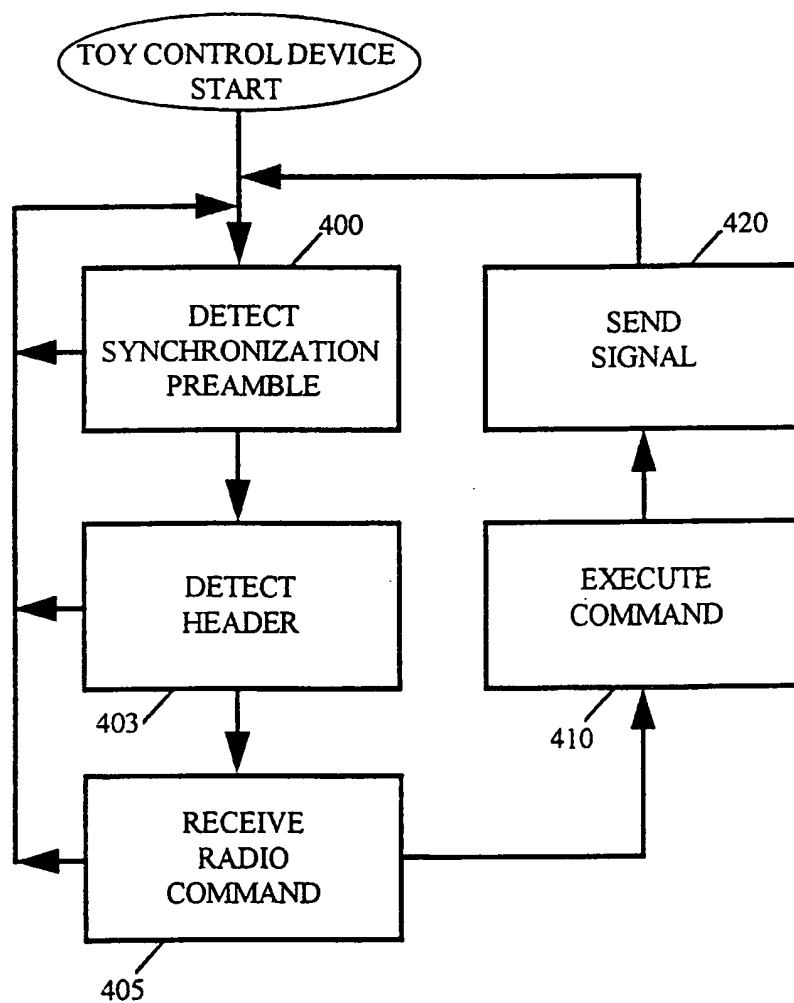 TOY CONTROL DEVICE
START
400
DETECT
SYNCHRONIZATION
PREAMBLE
420
SEND
SIGNAL
DETECT
HEADER
403
EXECUTE
COMMAND
410
RECEIVE
RADIO
COMMAND
405